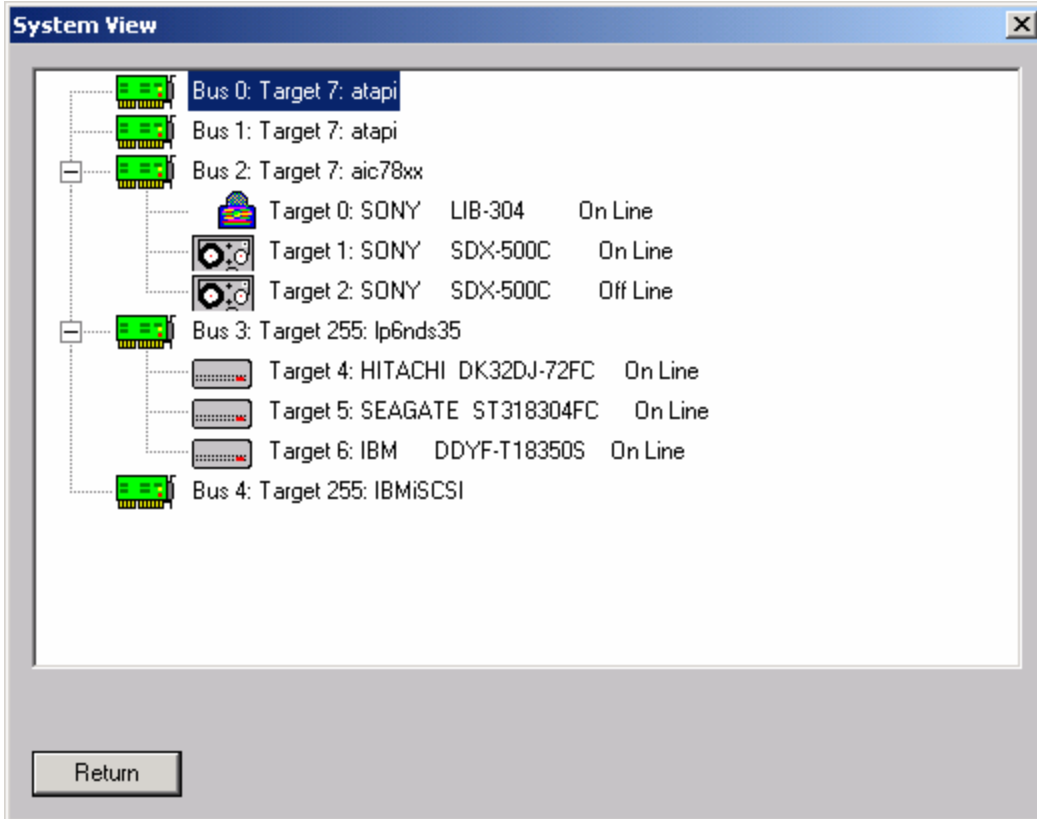 System View
Bus 0: Target 7: atapi
Bus 1: Target 7: atapi
Bus 2: Target 7: aic78xx
Target 0: SONY LIB-304 On Line
Target 1: SONY SDX-500C On Line
Target 2: SONY SDX-500C Off Line
Bus 3: Target 255: lp6nds35
Target 4: HITACHI DK32DJ-72FC On Line
Target 5: SEAGATE ST318304FC On Line
Target 6: IBM DDYF-T18350S On Line
Bus 4: Target 255: IBMiSCSI
Return